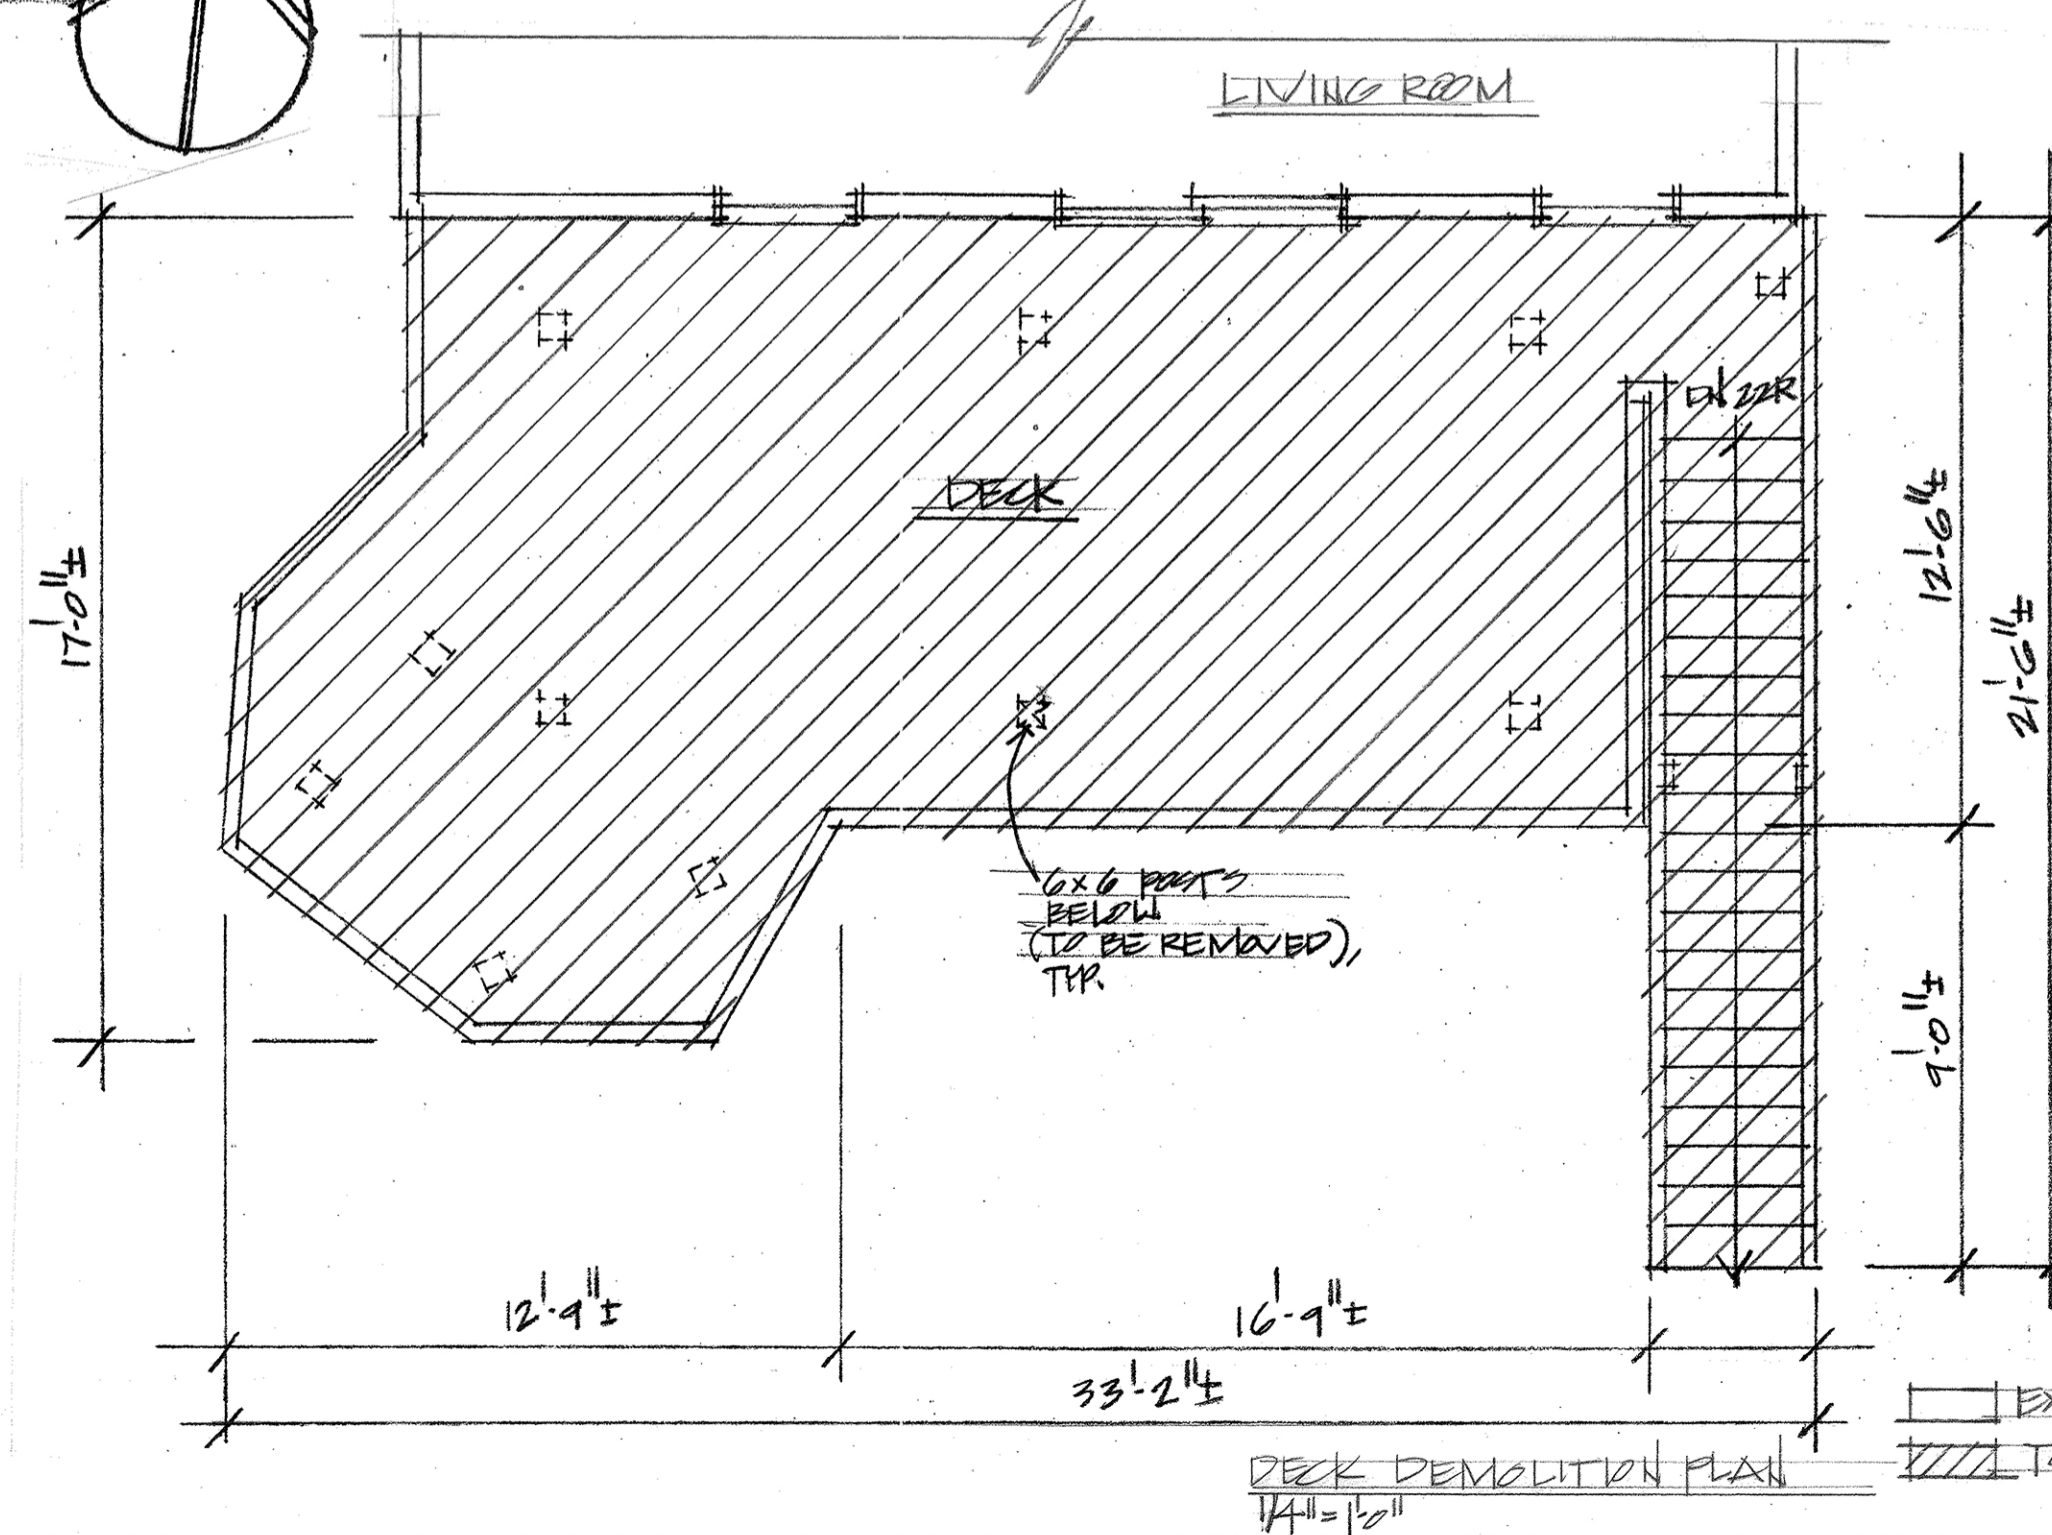 LIVING ROOM
DN 22R
DECK
17'-0"±
12'-6"±
21'-6"±
6x6 POSTS
BELOW
(TO BE REMOVED),
TYP.
9'-0"±
12'-9"±
16'-9"±
33'-2"±
DECK DEMOLITION PLAN
1/4"=1'-0"